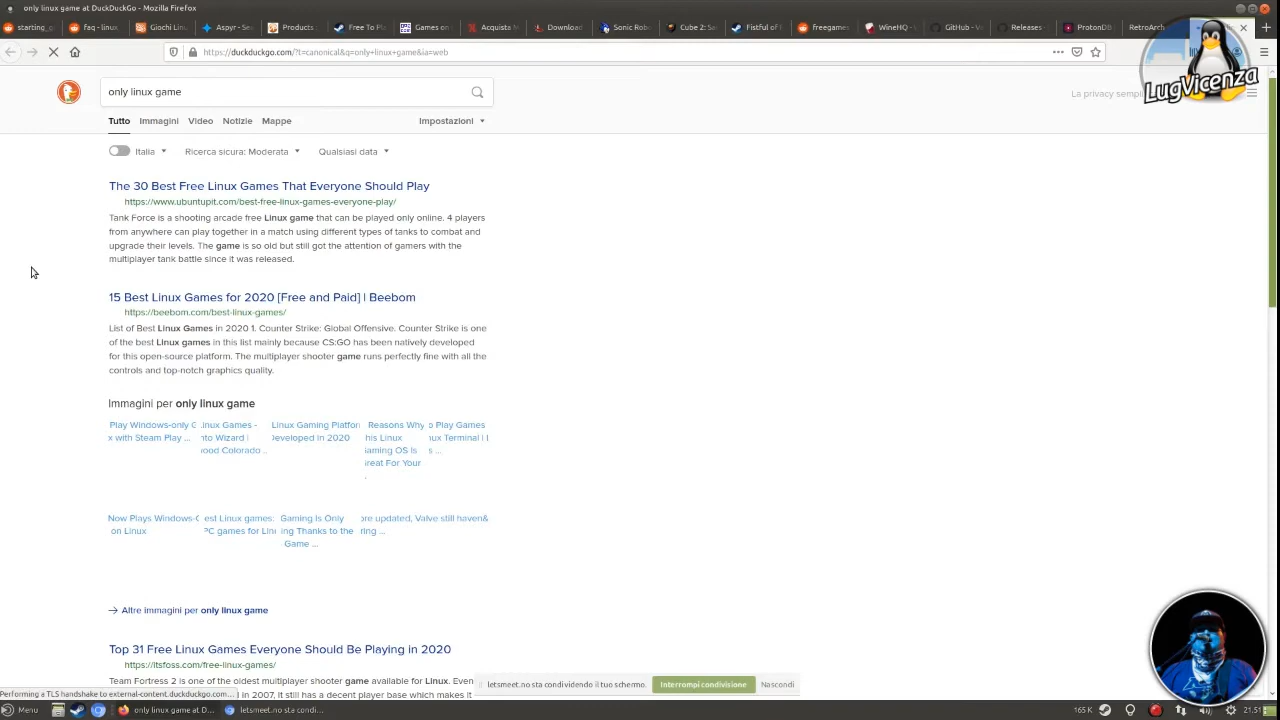 only linux game at DuckDuckGo - Mozilla Firefox
starting_g
faq - linux
Giochi Linu
Aspyr - Sea
Products
Free To Pla
Games on
Acquista M
Download
Sonic Robo
Cube 2: Sa
Fistful of
freegames
WineHQ -
GitHub - V
Releases -
ProtonDB
RetroArch
https://duckduckgo.com/?t=canonical&q=only+linux+game&ia=web
only linux game
La privacy sempli
LugVicenza
Tutto
Immagini
Video
Notizie
Mappe
Impostazioni
Italia
Ricerca sicura: Moderata
Qualsiasi data
The 30 Best Free Linux Games That Everyone Should Play
https://www.ubuntupit.com/best-free-linux-games-everyone-play/
Tank Force is a shooting arcade free Linux game that can be played only online. 4 players
from anywhere can play together in a match using different types of tanks to combat and
upgrade their levels. The game is so old but still got the attention of gamers with the
multiplayer tank battle since it was released.
15 Best Linux Games for 2020 [Free and Paid] | Beebom
https://beebom.com/best-linux-games/
List of Best Linux Games in 2020 1. Counter Strike: Global Offensive. Counter Strike is one
of the best Linux games in this list mainly because CS:GO has been natively developed
for this open-source platform. The multiplayer shooter game runs perfectly fine with all the
controls and top-notch graphics quality.
Immagini per only linux game
Play Windows-only G
x with Steam Play ...
Linux Games -
nto Wizard |
ood Colorado ...
Linux Gaming Platfor
Developed In 2020
Reasons Why
his Linux
aming OS Is
reat For Your
.
o Play Games
ux Terminal | L
s ...
Now Plays Windows-O
on Linux
est Linux games:
PC games for Linu
Gaming Is Only
ing Thanks to the
Game ...
ore updated, Valve still haven&
ring ...
→ Altre immagini per only linux game
Top 31 Free Linux Games Everyone Should Be Playing in 2020
https://itsfoss.com/free-linux-games/
Team Fortress 2 is one of the oldest multiplayer shooter game available for Linux. Even
in 2007, it still has a decent player base which makes it
Performing a TLS handshake to external-content.duckduckgo.com...
letsmeet.no sta condividendo il tuo schermo.
Interrompi condivisione
Nascondi
Menu
only linux game at D...
letsmeet.no sta condi...
165 K
21.51